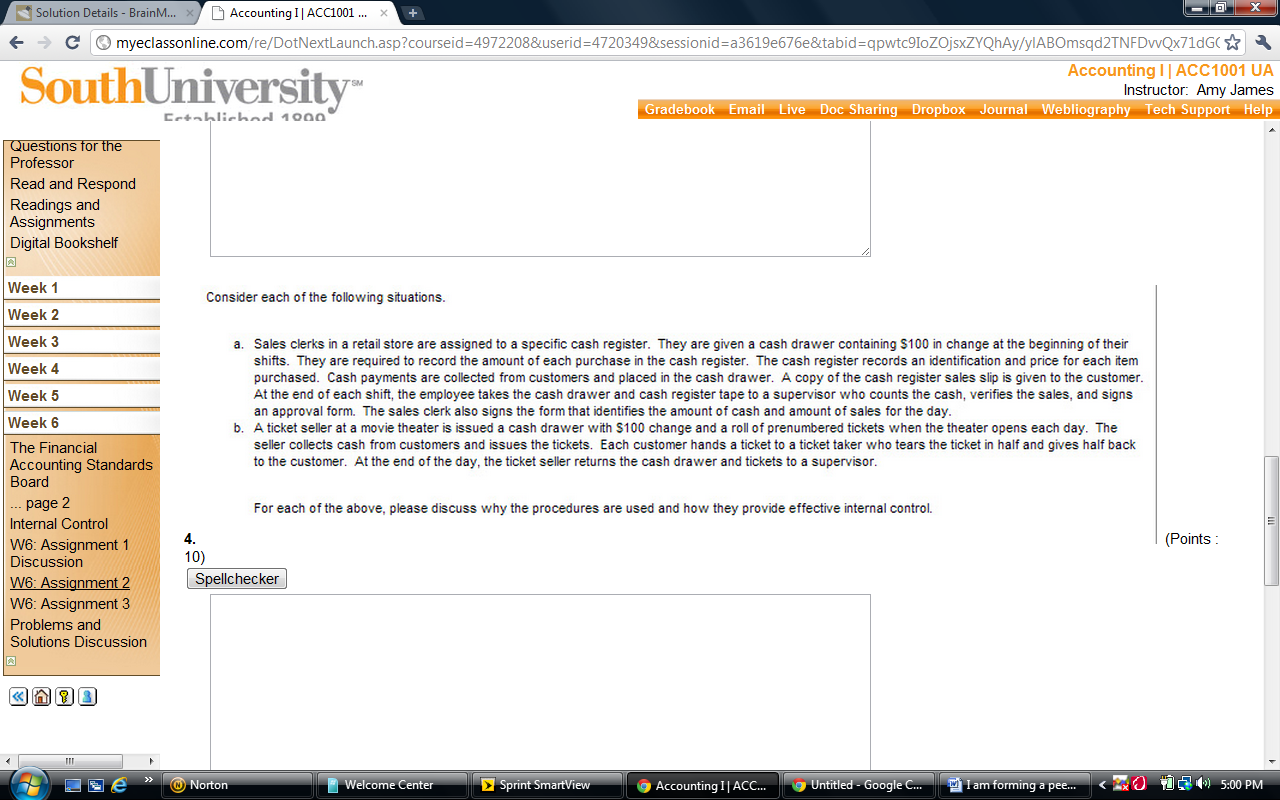 Solution Details - BrainM...
Accounting I | ACC1001 ...
myeclassonline.com/re/DotNextLaunch.asp?courseid=4972208&userid=4720349&sessionid=a3619e676e&tabid=
SouthUniversity SM
Established 1899
Accounting I | ACC1001 UA
Instructor: Amy James
Gradebook Email Live Doc Sharing Dropbox Journal Webliography Tech Support Help
Questions for the
Professor
Read and Respond
Readings and
Assignments
Digital Bookshelf
Week 1
Week 2
Week 3
Week 4
Week 5
Week 6
The Financial
Accounting Standards
Board
... page 2
Internal Control
W6: Assignment 1
Discussion
W6: Assignment 2
W6: Assignment 3
Problems and
Solutions Discussion
Consider each of the following situations.
a. Sales clerks in a retail store are assigned to a specific cash register. They are given a cash drawer containing $100 in change at the beginning of their
shifts. They are required to record the amount of each purchase in the cash register. The cash register records an identification and price for each item
purchased. Cash payments are collected from customers and placed in the cash drawer. A copy of the cash register sales slip is given to the customer.
At the end of each shift, the employee takes the cash drawer and cash register tape to a supervisor who counts the cash, verifies the sales, and signs
an approval form. The sales clerk also signs the form that identifies the amount of cash and amount of sales for the day.
b. A ticket seller at a movie theater is issued a cash drawer with $100 change and a roll of prenumbered tickets when the theater opens each day. The
seller collects cash from customers and issues the tickets. Each customer hands a ticket to a ticket taker who tears the ticket in half and gives half back
to the customer. At the end of the day, the ticket seller returns the cash drawer and tickets to a supervisor.
For each of the above, please discuss why the procedures are used and how they provide effective internal control.
4. (Points :
10)
Spellchecker
Norton
Welcome Center
Sprint SmartView
Accounting I | ACC...
Untitled - Google C...
I am forming a pee...
5:00 PM